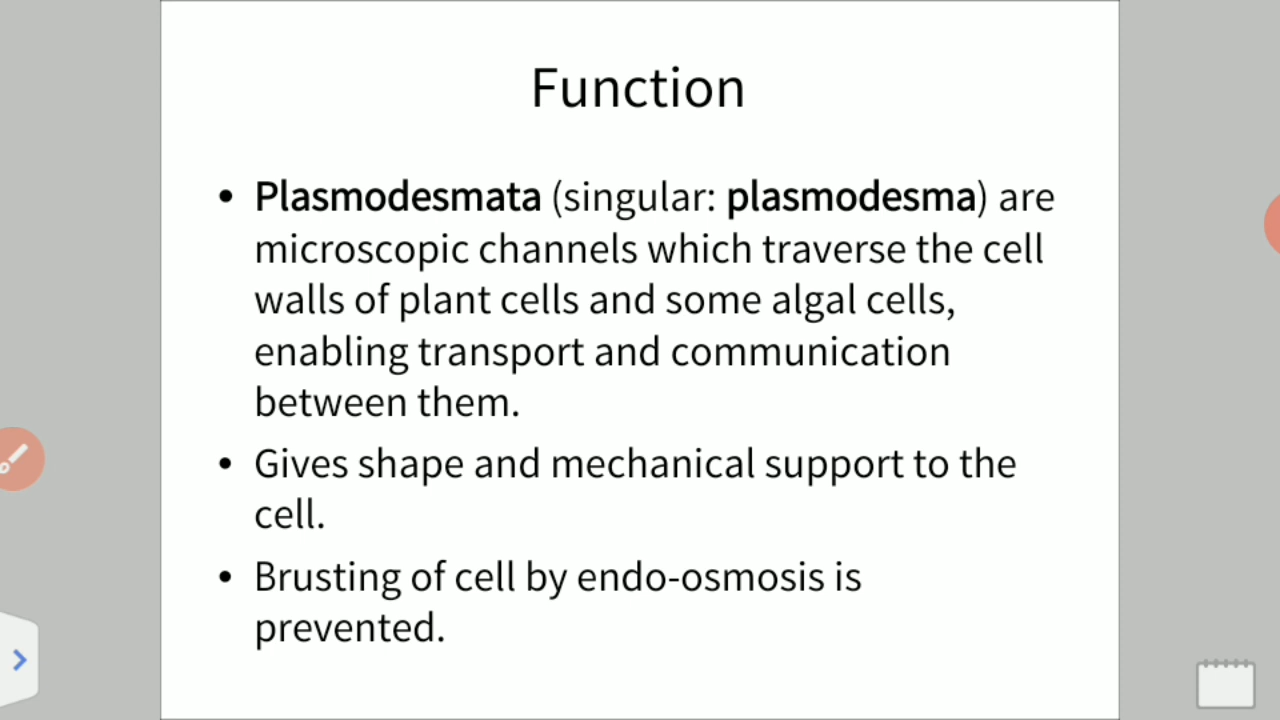 Function
• Plasmodesmata (singular: plasmodesma) are
microscopic channels which traverse the cell
walls of plant cells and some algal cells,
enabling transport and communication
between them.
• Gives shape and mechanical support to the
cell.
• Brusting of cell by endo-osmosis is
prevented.